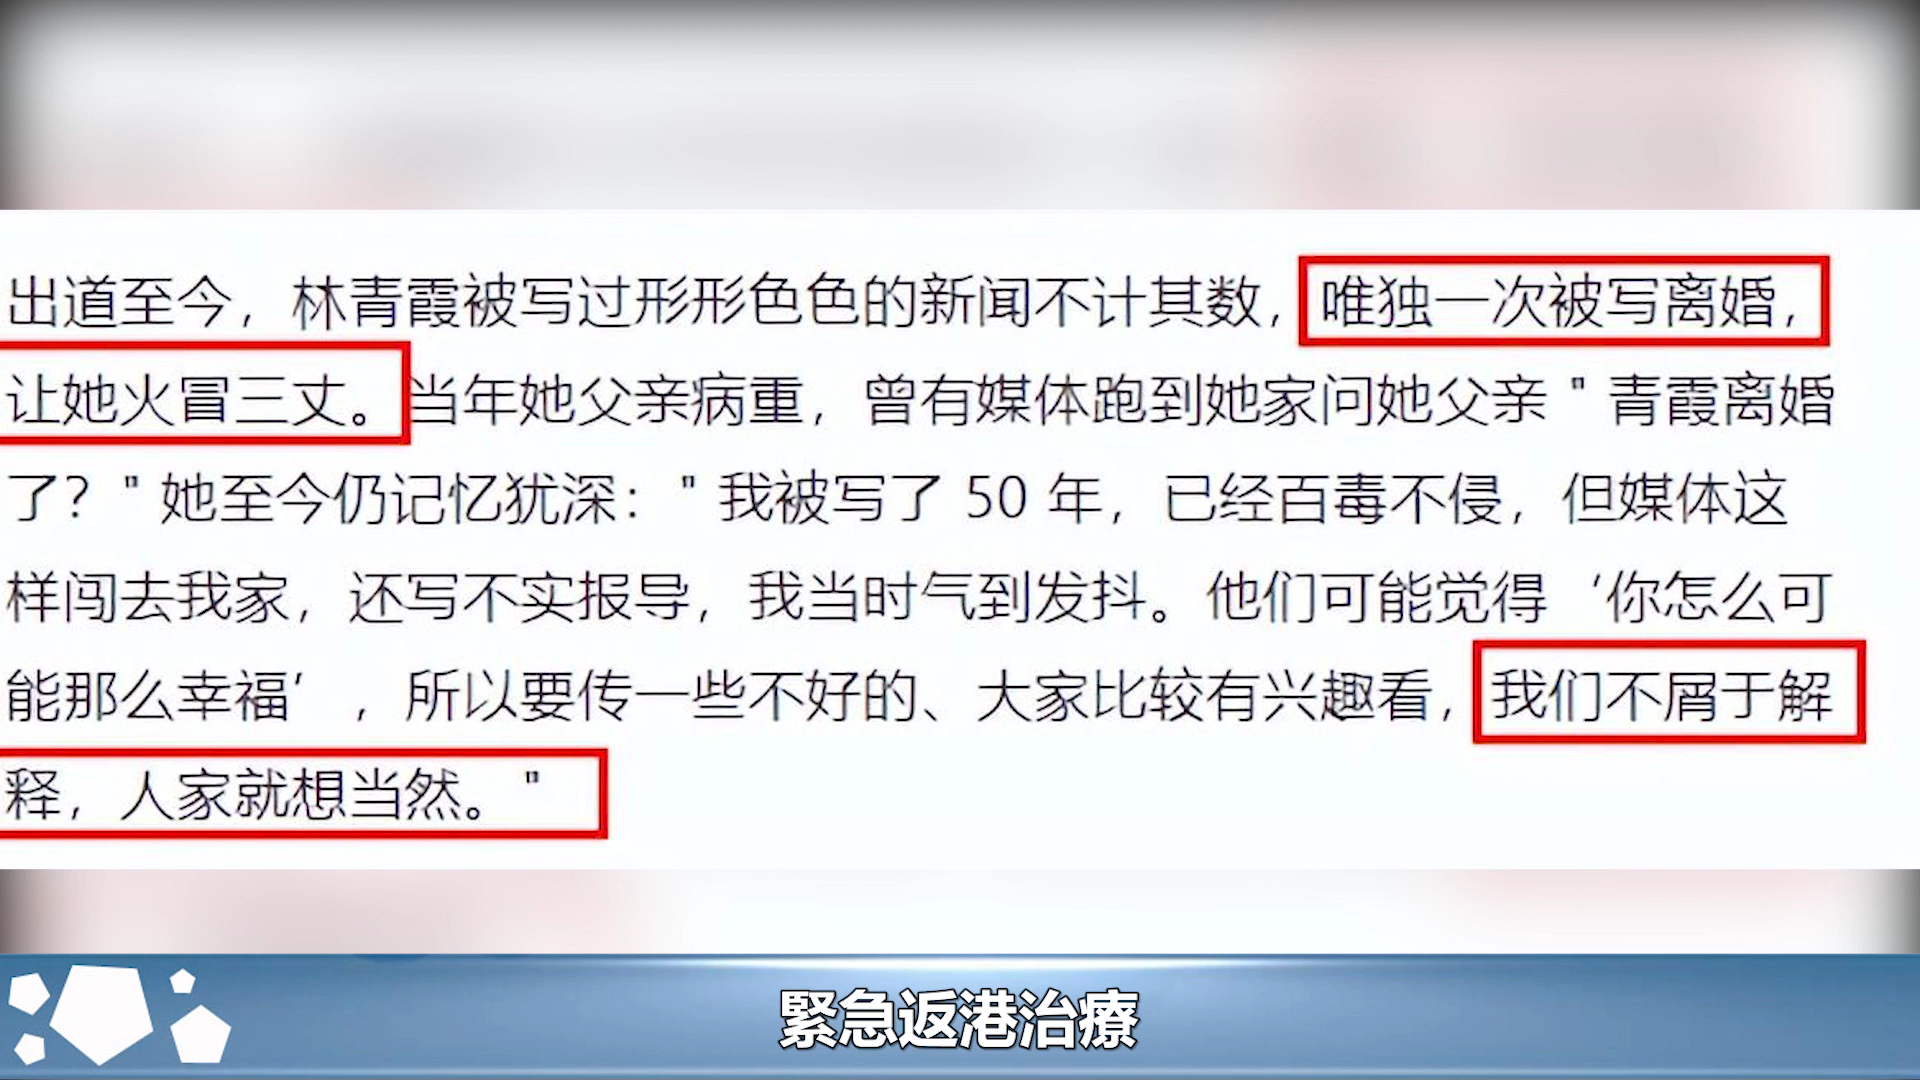 出道至今，林青霞被写过形形色色的新闻不计其数，唯独一次被写离婚，
让她火冒三丈。当年她父亲病重，曾有媒体跑到她家问她父亲"青霞离婚
了？"她至今仍记忆犹深："我被写了 50 年，已经百毒不侵，但媒体这
样闯去我家，还写不实报导，我当时气到发抖。他们可能觉得‘你怎么可
能那么幸福’，所以要传一些不好的、大家比较有兴趣看，我们不屑于解
释，人家就想当然。"
緊急返港治療